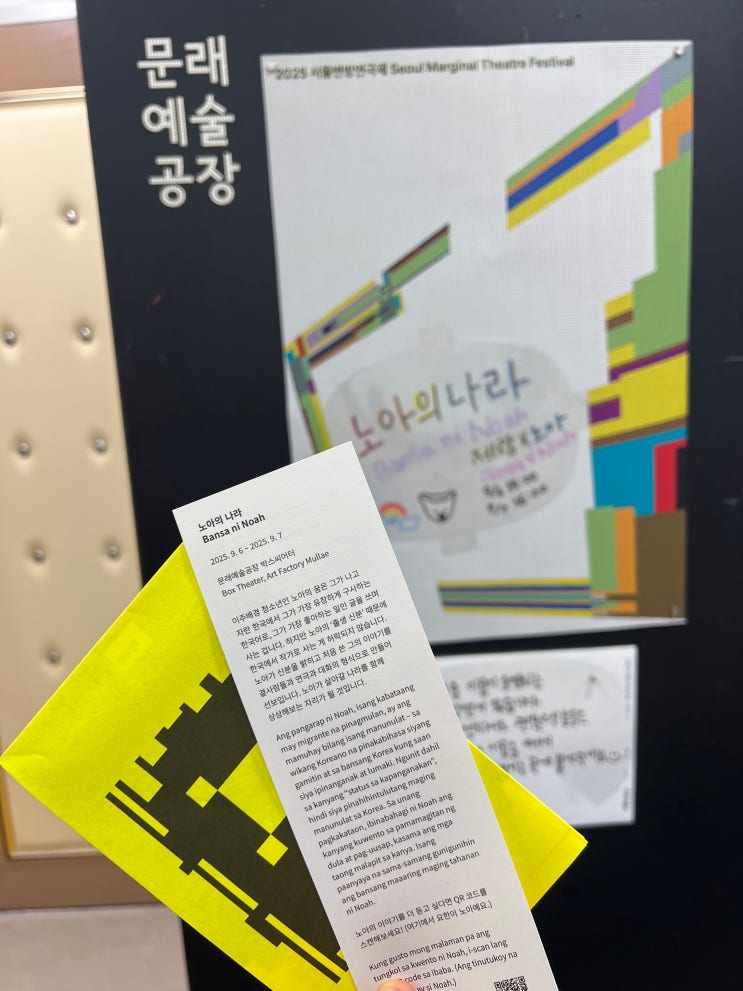 문래
예술
공장
2025 서울변방연극제 Seoul Marginal Theatre Festival
노아의 나라
Bansa ni Noah
제람 X 노아
노아의 나라
Bansa ni Noah
2025. 9. 6 – 2025. 9. 7
문래예술공장 박스씨어터
Box Theater, Art Factory Mullae
이주배경 청소년인 노아의 꿈은 그가 나고
자란 한국에서 그가 가장 유창하게 구사하는
한국어로, 그가 가장 좋아하는 일인 글을 쓰며
사는 겁니다. 하지만 노아의 '출생 신분' 때문에
한국에서 작가로 사는 게 허락되지 않습니다.
노아가 신분을 밝히고 처음 쓴 그의 이야기를
곁사람들과 연극과 대화의 형식으로 만들어
선보입니다. 노아가 살아갈 나라를 함께
상상해보는 자리가 될 것입니다.
Ang pangarap ni Noah, isang kabataang
may migrante na pinagmulan, ay ang
mamuhay bilang isang manunulat – sa
wikang Koreano na pinakabihasa siyang
gamitin at sa bansang Korea kung saan
siya ipinanganak at lumaki. Ngunit dahil
sa kanyang "status sa kapanganakan",
hindi siya pinahihintulutang maging
manunulat sa Korea. Sa unang
pagkakataon, ibinabahagi ni Noah ang
kanyang kuwento sa pamamagitan ng
dula at pag-uusap, kasama ang mga
taong malapit sa kanya. Isang
paanyaya na sama-samang gunigunihin
ang bansang maaaring maging tahanan
ni Noah.
노아의 이야기를 더 듣고 싶다면 QR 코드를
스캔해보세요! (여기에서 요한이 노아예요.)
Kung gusto mong malaman pa ang
tungkol sa kwento ni Noah, i-scan lang
code sa ibaba. (Ang tinutukoy na
ay si Noah.)